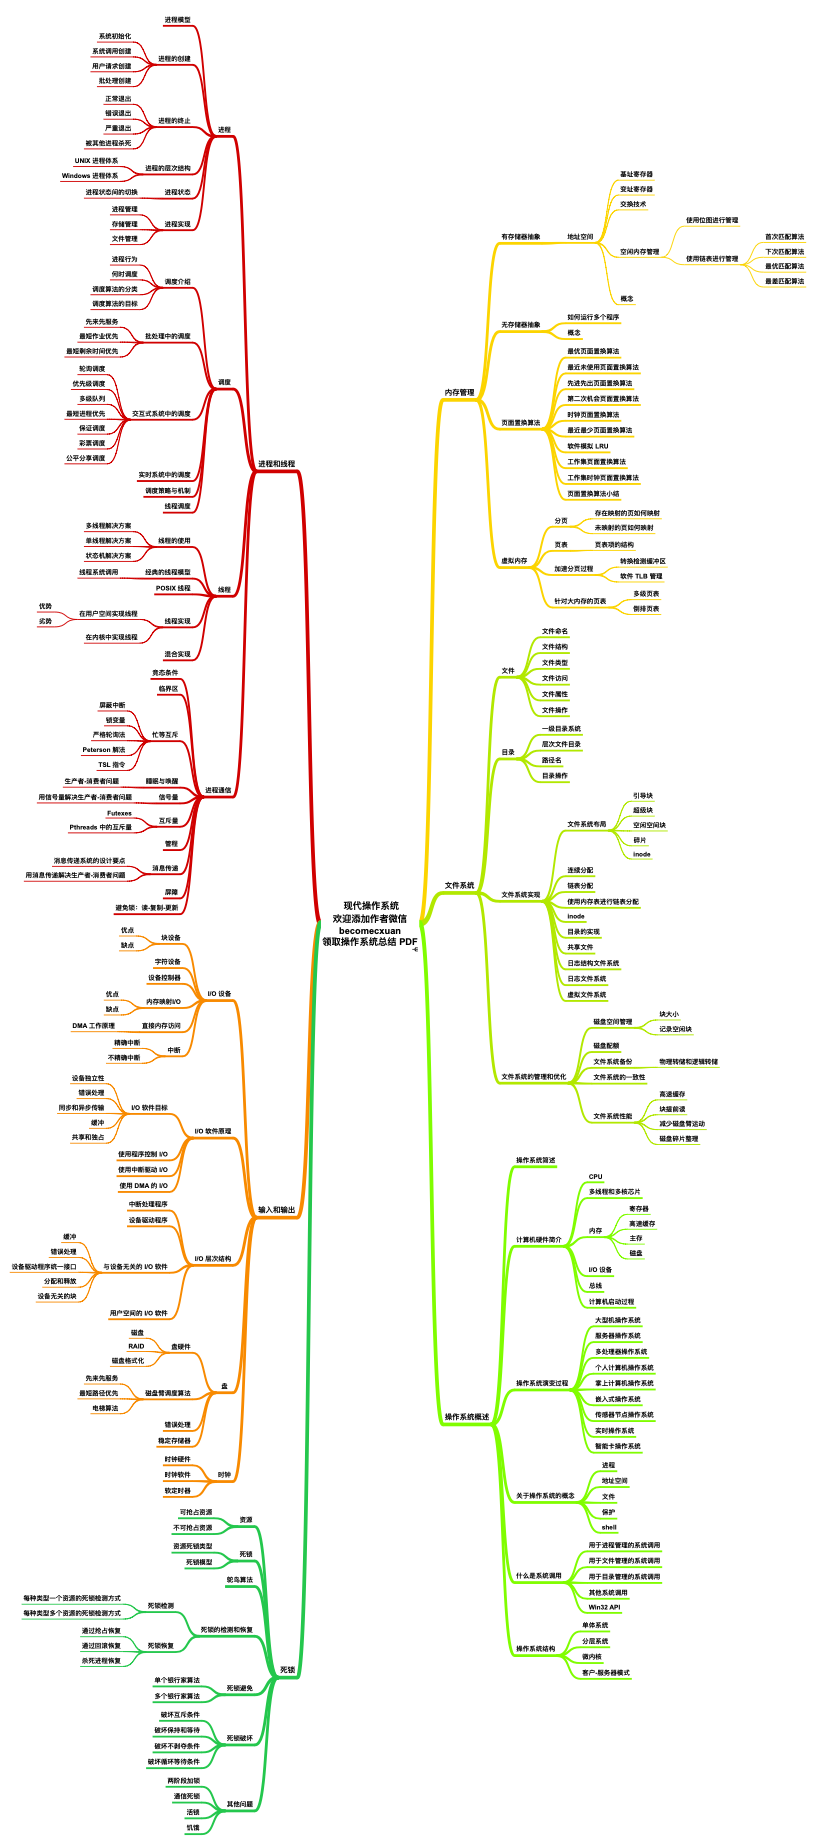 现代操作系统
欢迎添加作者微信
becomecxuan
领取操作系统总结 PDF
进程和线程
进程
进程模型
进程的创建
系统初始化
系统调用创建
用户请求创建
批处理创建
进程的终止
正常退出
错误退出
严重退出
被其他进程杀死
进程的层次结构
UNIX 进程体系
Windows 进程体系
进程状态
进程状态间的切换
进程实现
进程管理
存储管理
文件管理
调度
调度介绍
进程行为
何时调度
调度算法的分类
调度算法的目标
批处理中的调度
先来先服务
最短作业优先
最短剩余时间优先
交互式系统中的调度
轮询调度
优先级调度
多级队列
最短进程优先
保证调度
彩票调度
公平分享调度
实时系统中的调度
调度策略与机制
线程调度
线程
线程的使用
多线程解决方案
单线程解决方案
状态机解决方案
经典的线程模型
线程系统调用
POSIX 线程
线程实现
在用户空间实现线程
优势
劣势
在内核中实现线程
混合实现
进程通信
竞态条件
临界区
忙等互斥
屏蔽中断
锁变量
严格轮询法
Peterson 解法
TSL 指令
睡眠与唤醒
生产者-消费者问题
信号量
用信号量解决生产者-消费者问题
互斥量
Futexes
Pthreads 中的互斥量
管程
消息传递
消息传递系统的设计要点
用消息传递解决生产者-消费者问题
屏障
避免锁：读-复制-更新
输入和输出
I/O 设备
块设备
优点
缺点
字符设备
设备控制器
内存映射I/O
优点
缺点
直接内存访问
DMA 工作原理
中断
精确中断
不精确中断
I/O 软件原理
I/O 软件目标
设备独立性
错误处理
同步和异步传输
缓冲
共享和独占
使用程序控制 I/O
使用中断驱动 I/O
使用 DMA 的 I/O
I/O 层次结构
中断处理程序
设备驱动程序
与设备无关的 I/O 软件
缓冲
错误处理
设备驱动程序统一接口
分配和释放
设备无关的块
用户空间的 I/O 软件
盘
盘硬件
磁盘
RAID
磁盘格式化
磁盘臂调度算法
先来先服务
最短路径优先
电梯算法
错误处理
稳定存储器
时钟
时钟硬件
时钟软件
软定时器
死锁
资源
可抢占资源
不可抢占资源
死锁
资源死锁类型
死锁模型
鸵鸟算法
死锁的检测和恢复
死锁检测
每种类型一个资源的死锁检测方式
每种类型多个资源的死锁检测方式
死锁恢复
通过抢占恢复
通过回滚恢复
杀死进程恢复
死锁避免
单个银行家算法
多个银行家算法
死锁破坏
破坏互斥条件
破坏保持和等待
破坏不剥夺条件
破坏循环等待条件
其他问题
两阶段加锁
通信死锁
活锁
饥饿
内存管理
有存储器抽象
地址空间
基址寄存器
变址寄存器
交换技术
空闲内存管理
使用位图进行管理
使用链表进行管理
首次匹配算法
下次匹配算法
最优匹配算法
最差匹配算法
概念
无存储器抽象
如何运行多个程序
概念
页面置换算法
最优页面置换算法
最近未使用页面置换算法
先进先出页面置换算法
第二次机会页面置换算法
时钟页面置换算法
最近最少页面置换算法
软件模拟 LRU
工作集页面置换算法
工作集时钟页面置换算法
页面置换算法小结
虚拟内存
分页
存在映射的页如何映射
未映射的页如何映射
页表
页表项的结构
加速分页过程
转换检测缓冲区
软件 TLB 管理
针对大内存的页表
多级页表
倒排页表
文件系统
文件
文件命名
文件结构
文件类型
文件访问
文件属性
文件操作
目录
一级目录系统
层次文件目录
路径名
目录操作
文件系统实现
文件系统布局
引导块
超级块
空闲空间块
碎片
inode
连续分配
链表分配
使用内存表进行链表分配
inode
目录的实现
共享文件
日志结构文件系统
日志文件系统
虚拟文件系统
文件系统的管理和优化
磁盘空间管理
块大小
记录空闲块
磁盘配额
文件系统备份
物理转储和逻辑转储
文件系统的一致性
文件系统性能
高速缓存
块提前读
减少磁盘臂运动
磁盘碎片整理
操作系统概述
操作系统简述
计算机硬件简介
CPU
多线程和多核芯片
内存
寄存器
高速缓存
主存
磁盘
I/O 设备
总线
计算机启动过程
操作系统演变过程
大型机操作系统
服务器操作系统
多处理器操作系统
个人计算机操作系统
掌上计算机操作系统
嵌入式操作系统
传感器节点操作系统
实时操作系统
智能卡操作系统
关于操作系统的概念
进程
地址空间
文件
保护
shell
什么是系统调用
用于进程管理的系统调用
用于文件管理的系统调用
用于目录管理的系统调用
其他系统调用
Win32 API
操作系统结构
单体系统
分层系统
微内核
客户-服务器模式